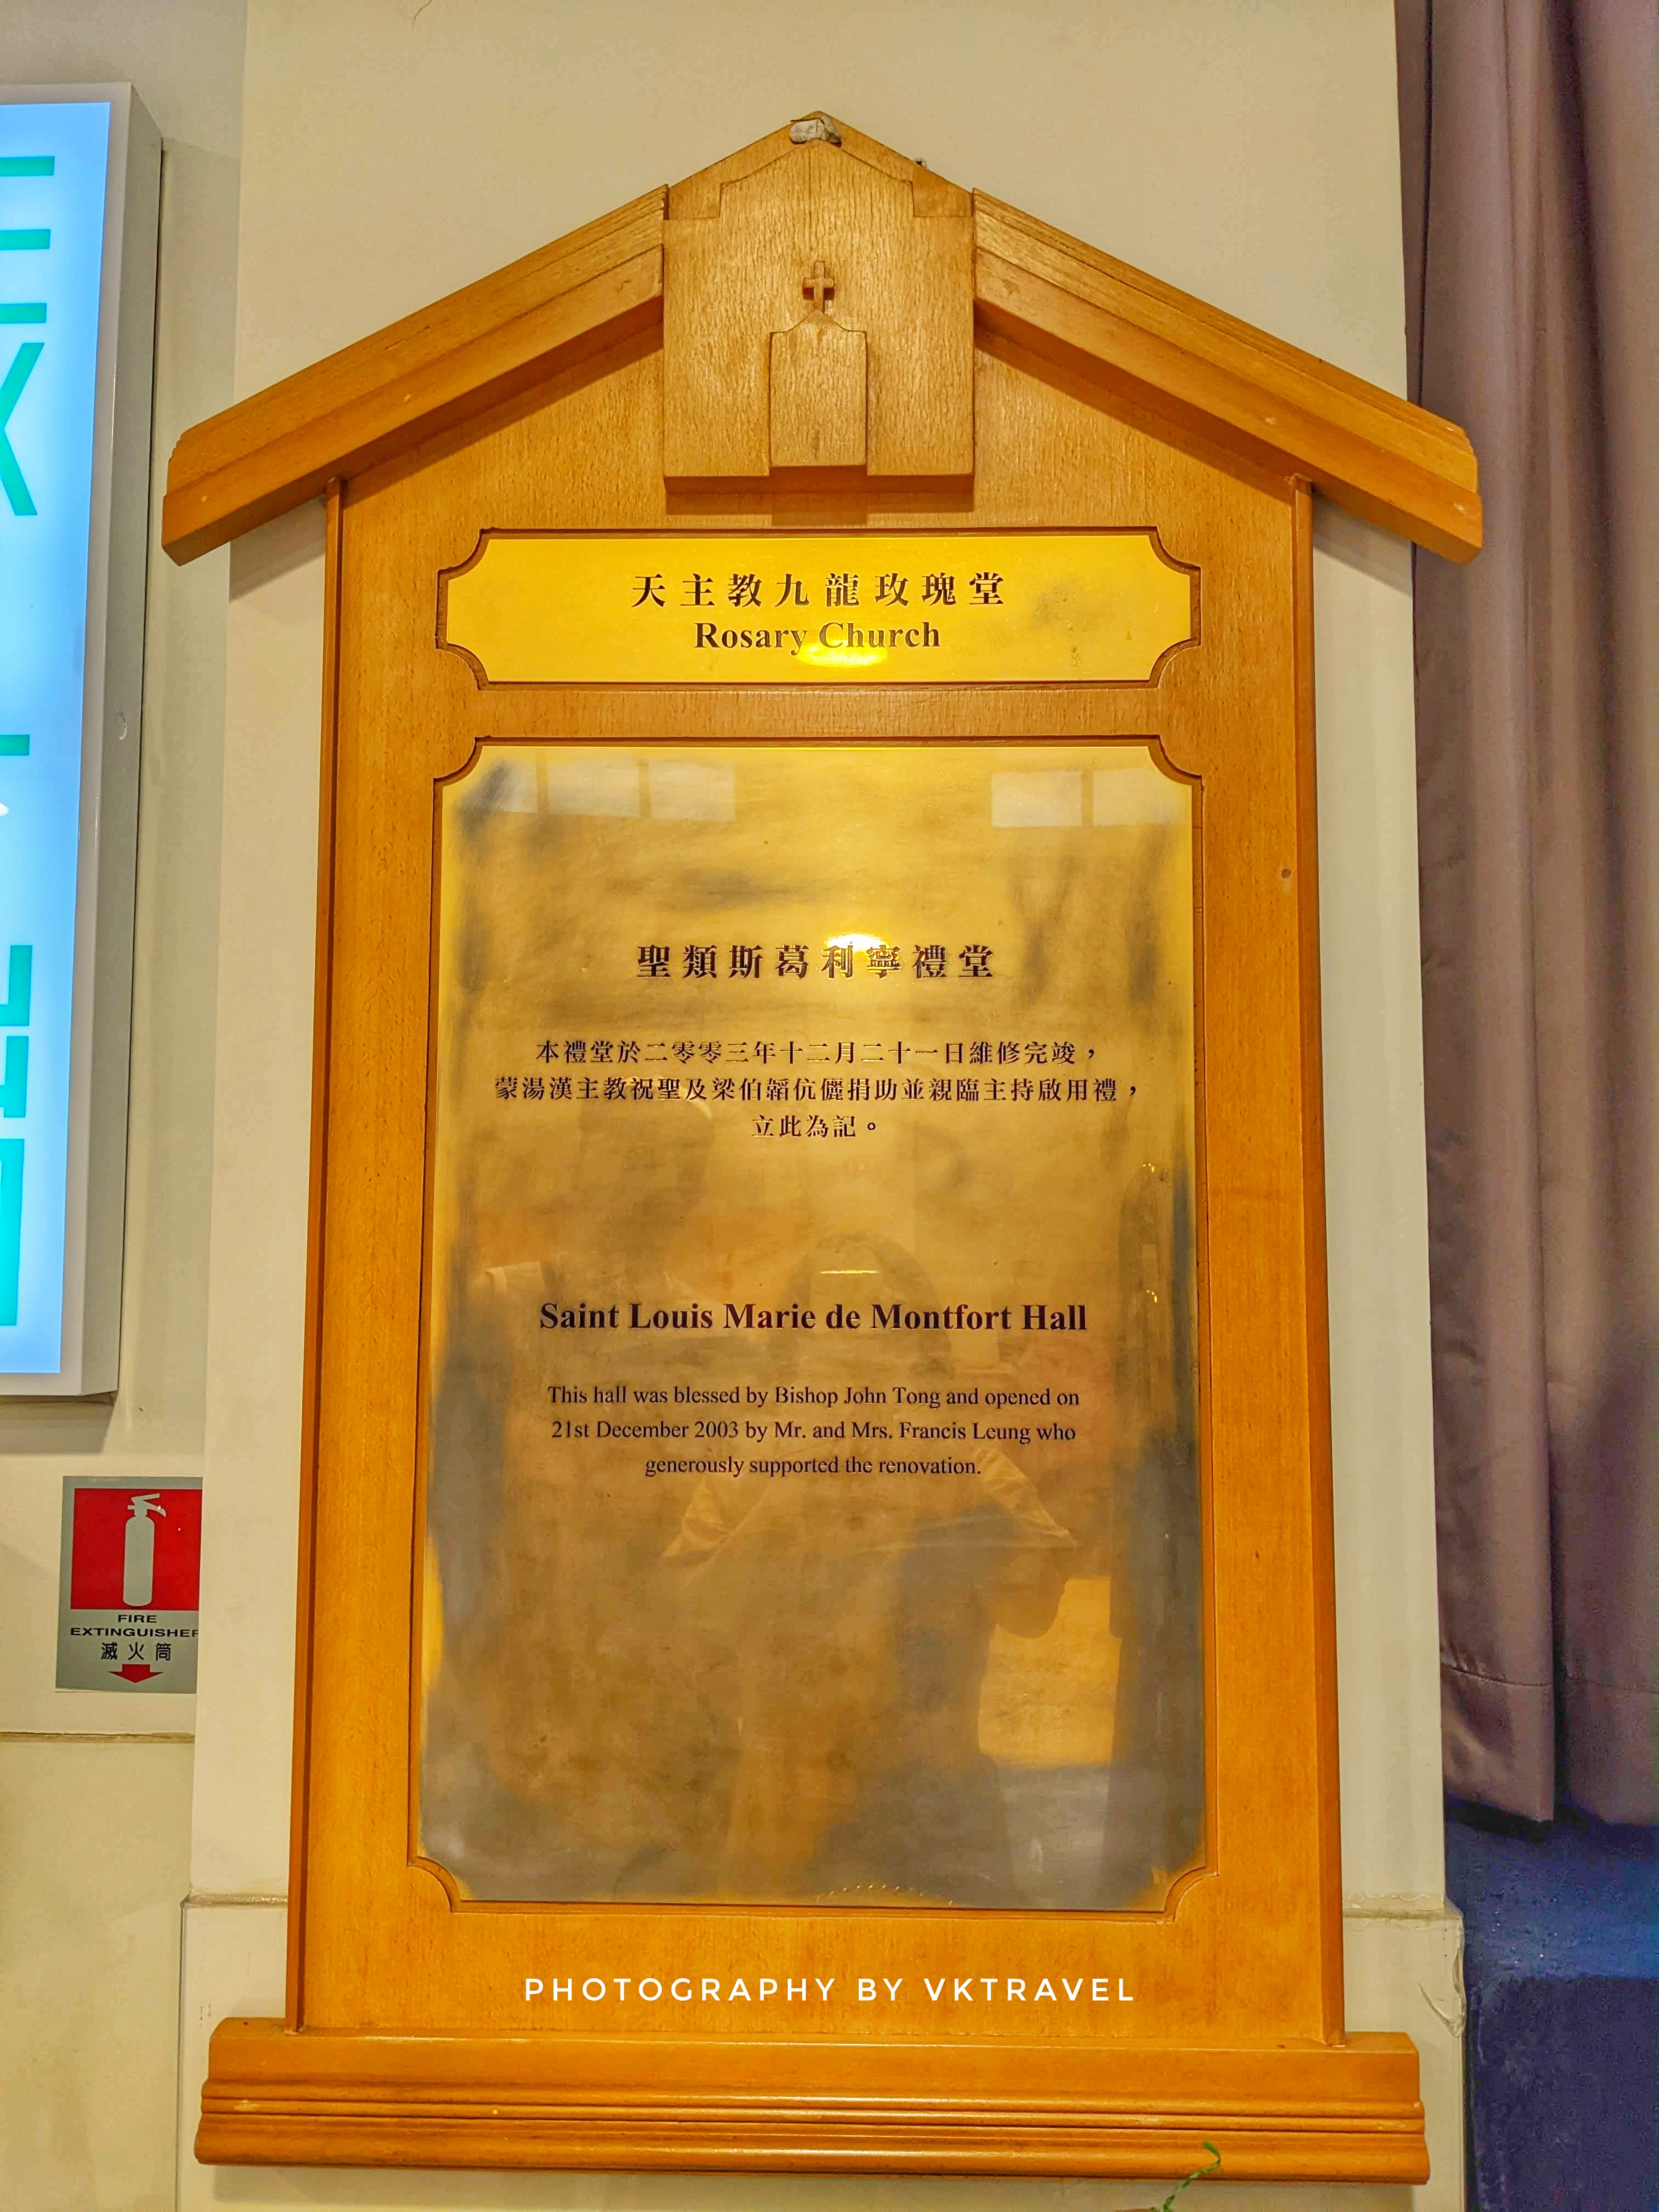 天主教九龍玫瑰堂
Rosary Church
聖類斯葛利寧禮堂
本禮堂於二零零三年十二月二十一日維修完竣，
蒙湯漢主教祝聖及梁伯韜伉儷捐助並親臨主持啟用禮，
立此為記。
Saint Louis Marie de Montfort Hall
This hall was blessed by Bishop John Tong and opened on
21st December 2003 by Mr. and Mrs. Francis Leung who
generously supported the renovation.
FIRE
EXTINGUISHER
滅火筒
PHOTOGRAPHY BY VKTRAVEL